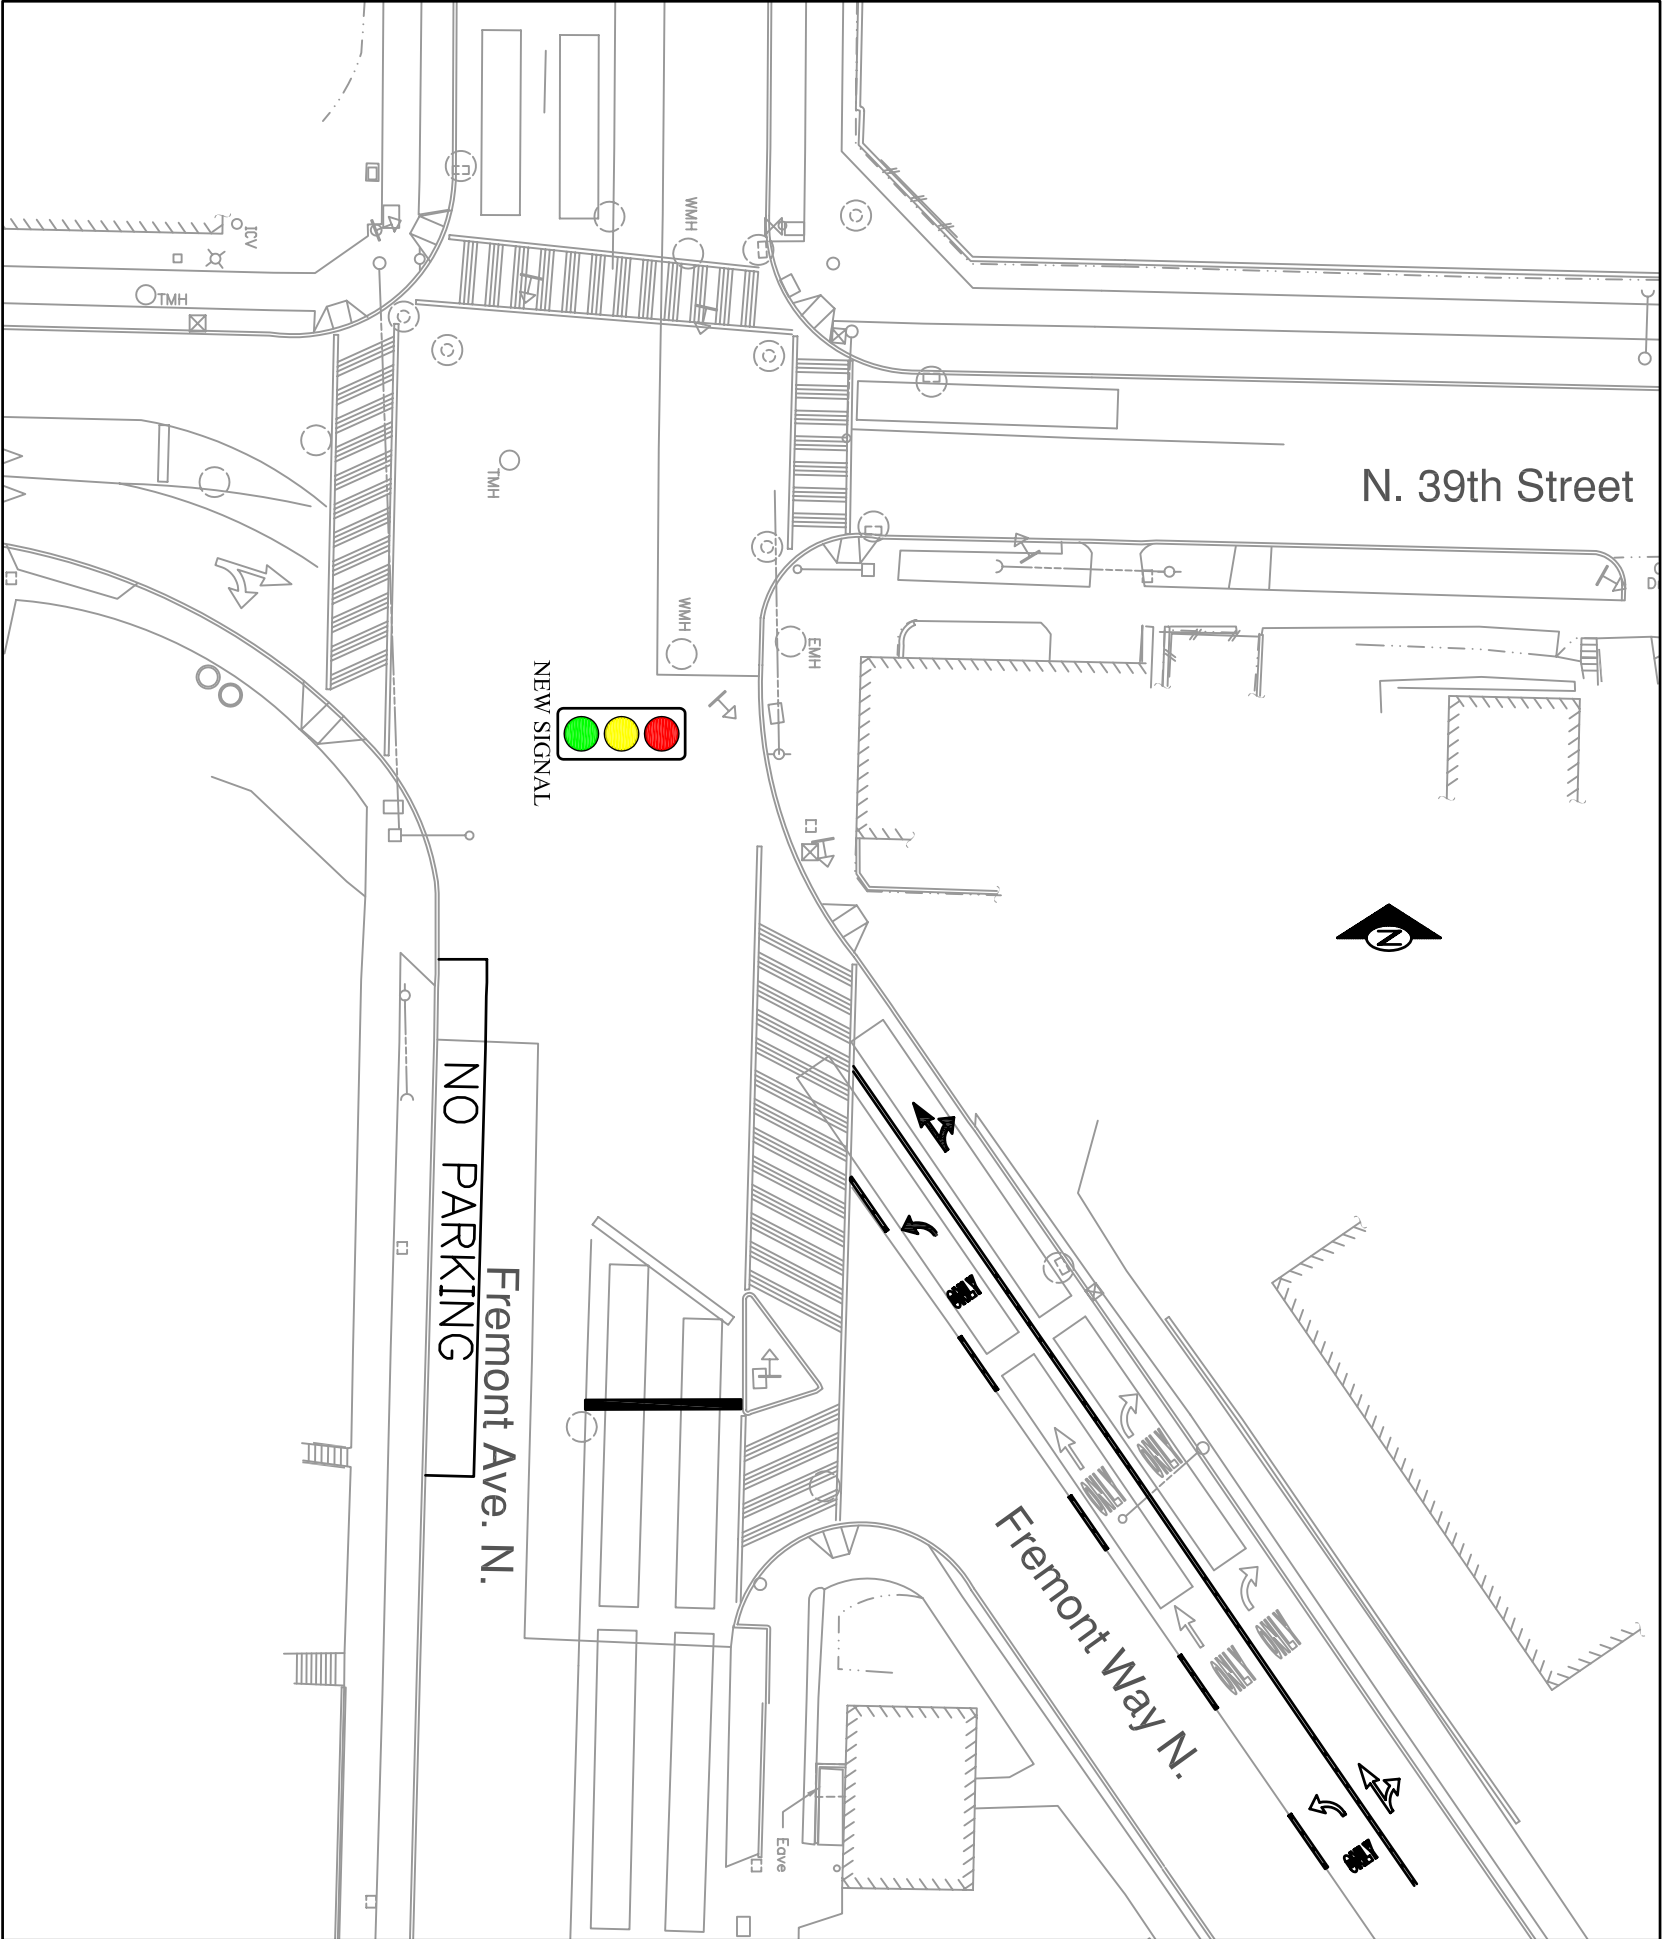 ICV
TMH
WMH
TMH
N. 39th Street
WMH
EMH
NEW SIGNAL
N
NO PARKING
Fremont Ave. N.
ONLY
ONLY
ONLY
Fremont Way N.
ONLY
ONLY
ONLY
Eave